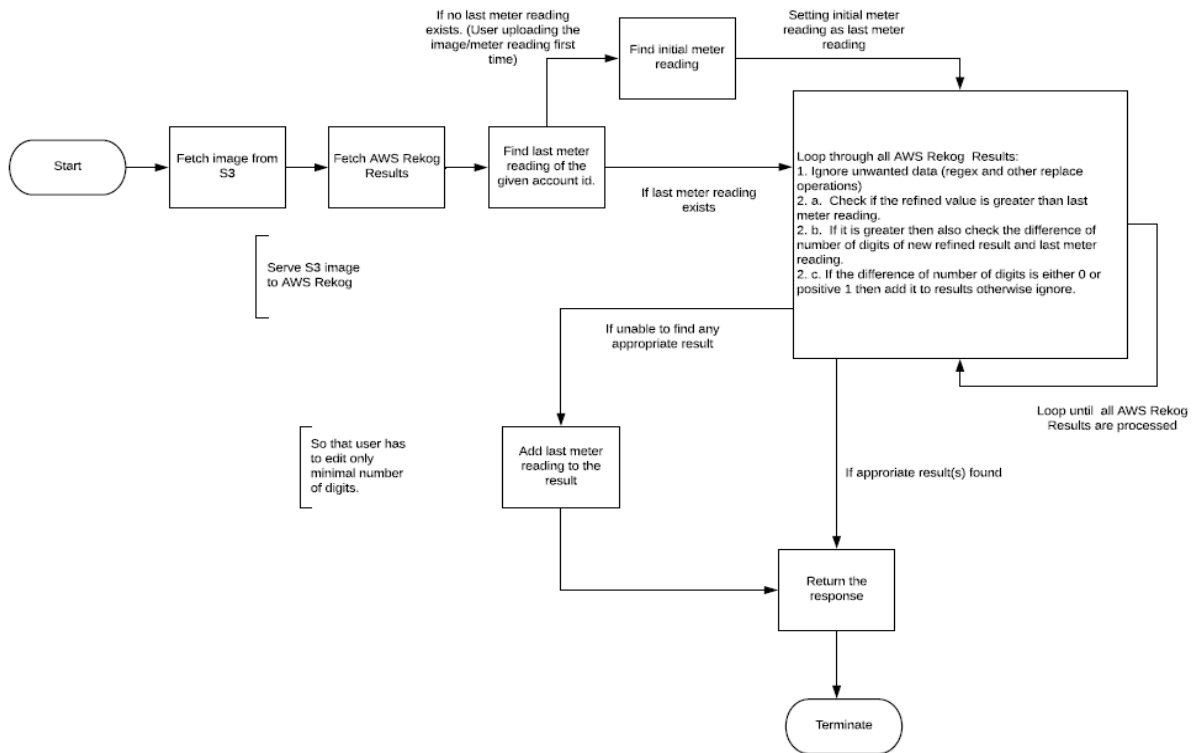 If no last meter reading
exists. (User uploading the
image/meter reading first
time)
Find initial meter
reading
Setting initial meter
reading as last meter
reading
Start
Fetch image from
S3
Fetch AWS Rekog
Results
Find last meter
reading of the
given account id.
If last meter reading
exists
Loop through all AWS Rekog  Results:
1. Ignore unwanted data (regex and other replace
operations)
2. a.  Check if the refined value is greater than last
meter reading.
2. b.  If it is greater then also check the difference of
number of digits of new refined result and last meter
reading.
2. c. If the difference of number of digits is either 0 or
positive 1 then add it to results otherwise ignore.
Serve S3 image
to AWS Rekog
If unable to find any
appropriate result
Loop until  all AWS Rekog
Results are processed
So that user has
to edit only
minimal number
of digits.
Add last meter
reading to the
result
If approriate result(s) found
Return the
response
Terminate